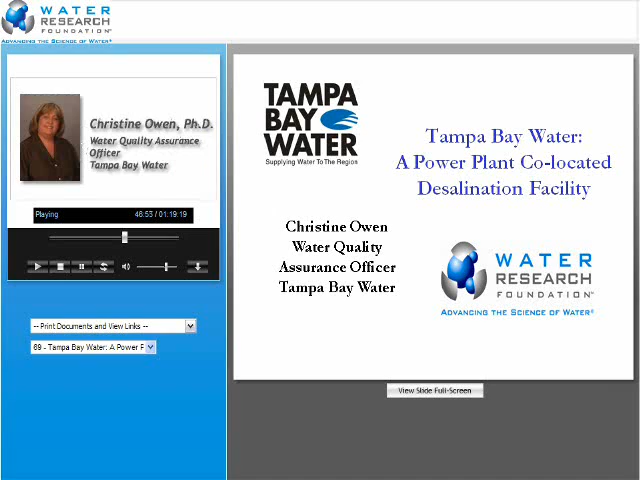 WATER
RESEARCH
FOUNDATION™
ADVANCING THE SCIENCE OF WATER®
Christine Owen, Ph.D.
Water Quality Assurance
Officer
Tampa Bay Water
Playing 46:53 / 01:19:19
-- Print Documents and View Links --
69 - Tampa Bay Water: A Power F
TAMPA
BAY
WATER
Supplying Water To The Region
Tampa Bay Water:
A Power Plant Co-located
Desalination Facility
Christine Owen
Water Quality
Assurance Officer
Tampa Bay Water
WATER
RESEARCH
FOUNDATION™
ADVANCING THE SCIENCE OF WATER®
View Slide Full-Screen